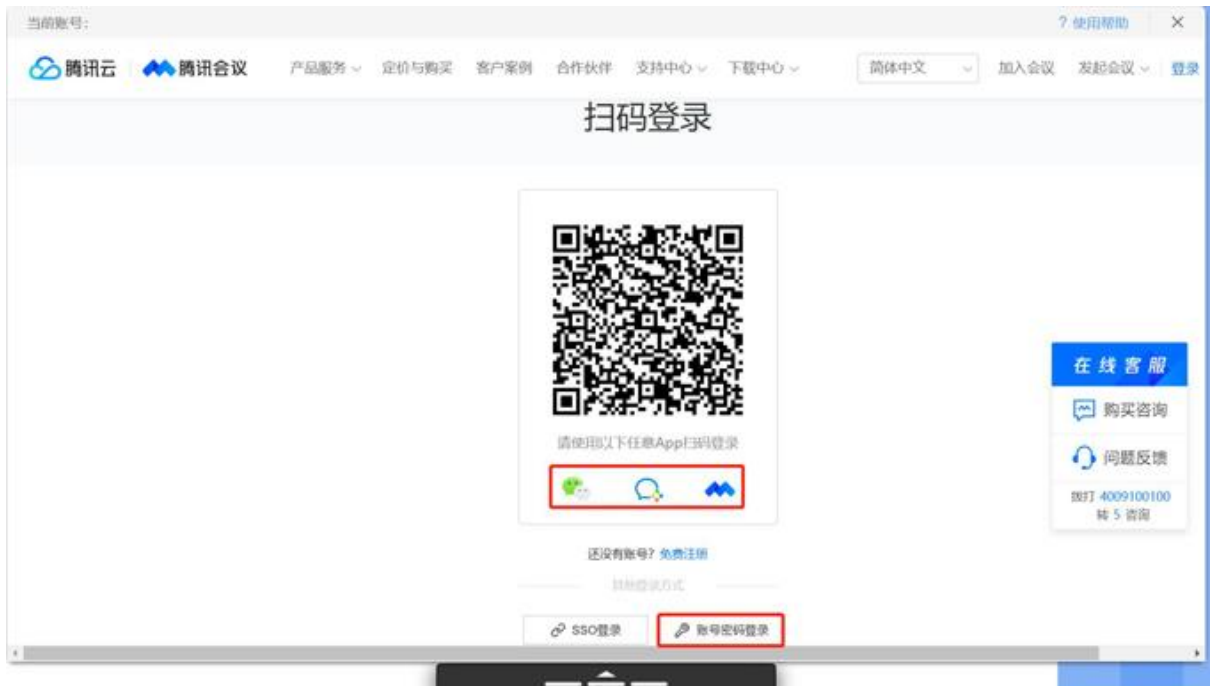 当前账号:
? 使用帮助
腾讯云 腾讯会议 产品服务 定价与购买 客户案例 合作伙伴 支持中心 下载中心 简体中文 加入会议 发起会议 登录
扫码登录
请使用以下任意App扫码登录
还没有账号? 免费注册
其他登录方式
SSO登录 账号密码登录
在线客服
购买咨询
问题反馈
拨打 4009100100
转 5 咨询